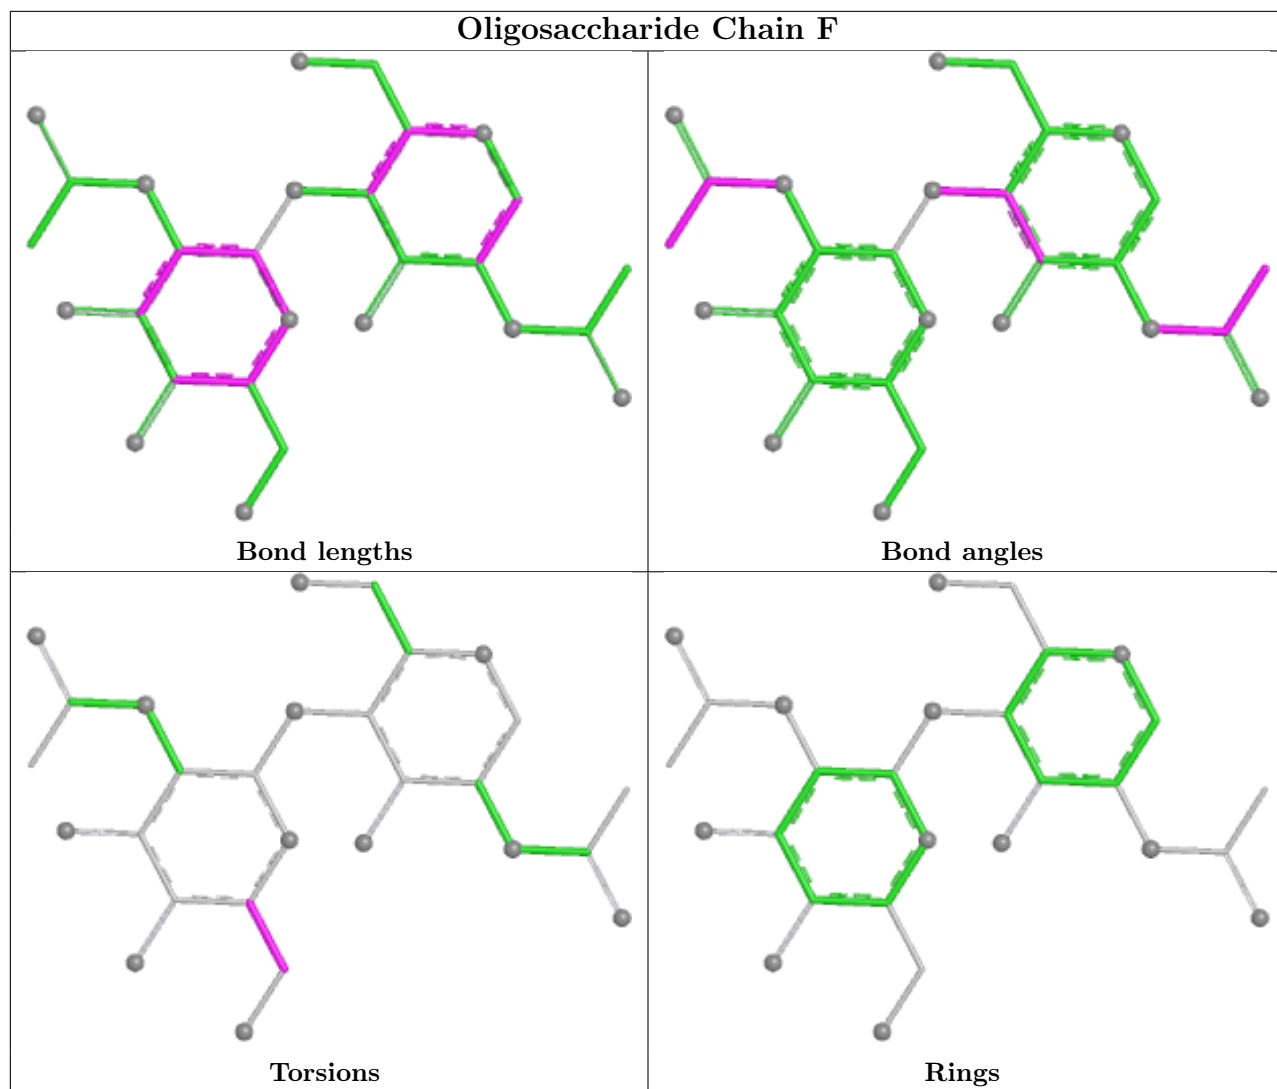 Oligosaccharide Chain F
Bond lengths
Bond angles
Torsions
Rings